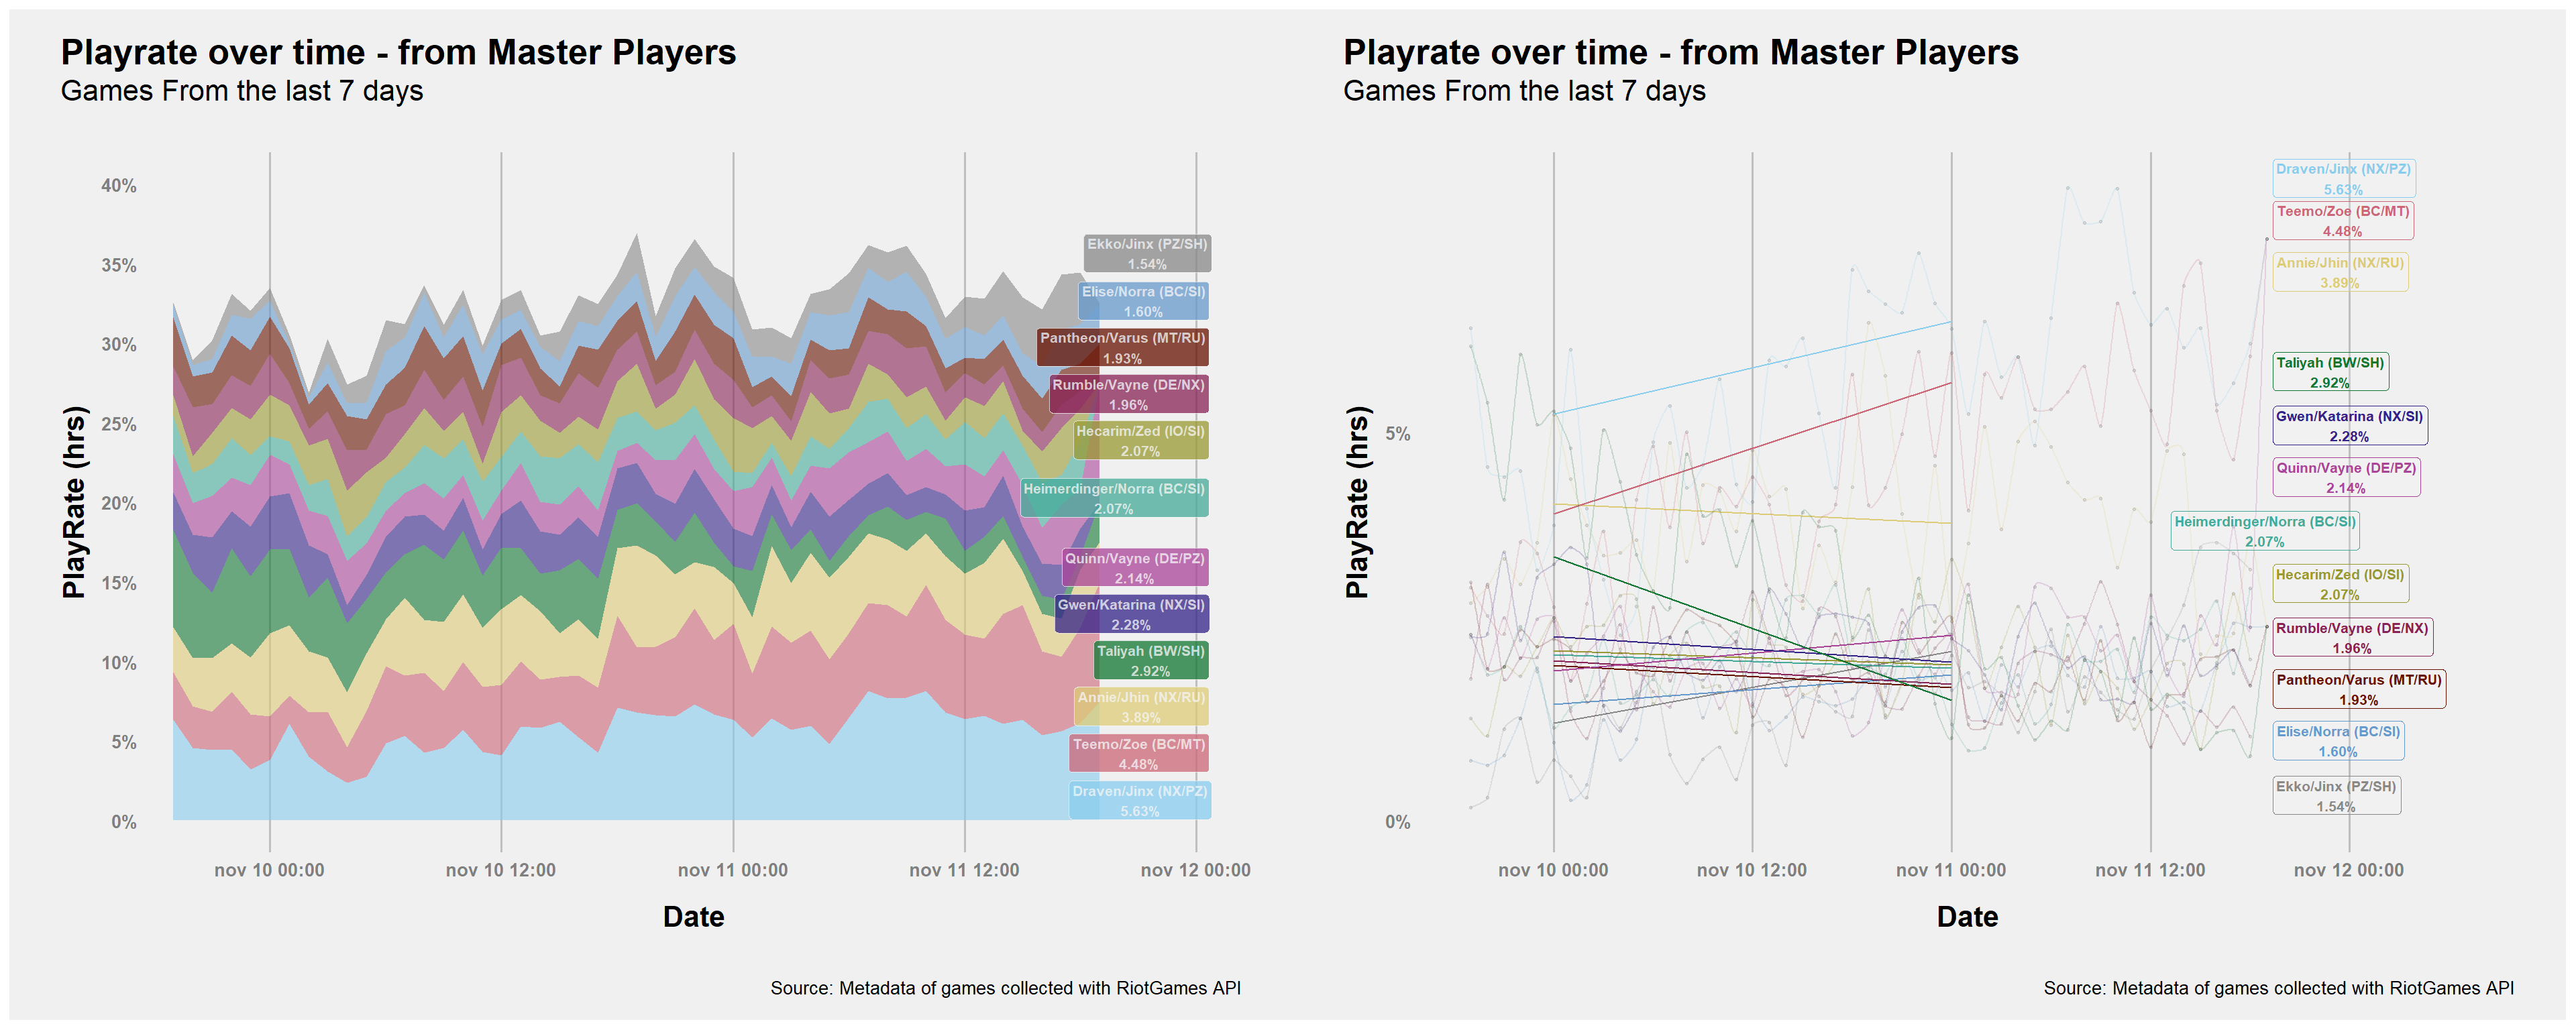 Playrate over time - from Master Players
Games From the last 7 days
PlayRate (hrs)
40%
35%
30%
25%
20%
15%
10%
5%
0%
Ekko/Jinx (PZ/SH)
1.54%
Elise/Norra (BC/SI)
1.60%
Pantheon/Varus (MT/RU)
1.93%
Rumble/Vayne (DE/NX)
1.96%
Hecarim/Zed (IO/SI)
2.07%
Heimerdinger/Norra (BC/SI)
2.07%
Quinn/Vayne (DE/PZ)
2.14%
Gwen/Katarina (NX/SI)
2.28%
Taliyah (BW/SH)
2.92%
Annie/Jhin (NX/RU)
3.89%
Teemo/Zoe (BC/MT)
4.48%
Draven/Jinx (NX/PZ)
5.63%
nov 10 00:00
nov 10 12:00
nov 11 00:00
nov 11 12:00
nov 12 00:00
Date
Source: Metadata of games collected with RiotGames API
Playrate over time - from Master Players
Games From the last 7 days
PlayRate (hrs)
5%
0%
Draven/Jinx (NX/PZ)
5.63%
Teemo/Zoe (BC/MT)
4.48%
Annie/Jhin (NX/RU)
3.89%
Taliyah (BW/SH)
2.92%
Gwen/Katarina (NX/SI)
2.28%
Quinn/Vayne (DE/PZ)
2.14%
Heimerdinger/Norra (BC/SI)
2.07%
Hecarim/Zed (IO/SI)
2.07%
Rumble/Vayne (DE/NX)
1.96%
Pantheon/Varus (MT/RU)
1.93%
Elise/Norra (BC/SI)
1.60%
Ekko/Jinx (PZ/SH)
1.54%
nov 10 00:00
nov 10 12:00
nov 11 00:00
nov 11 12:00
nov 12 00:00
Date
Source: Metadata of games collected with RiotGames API